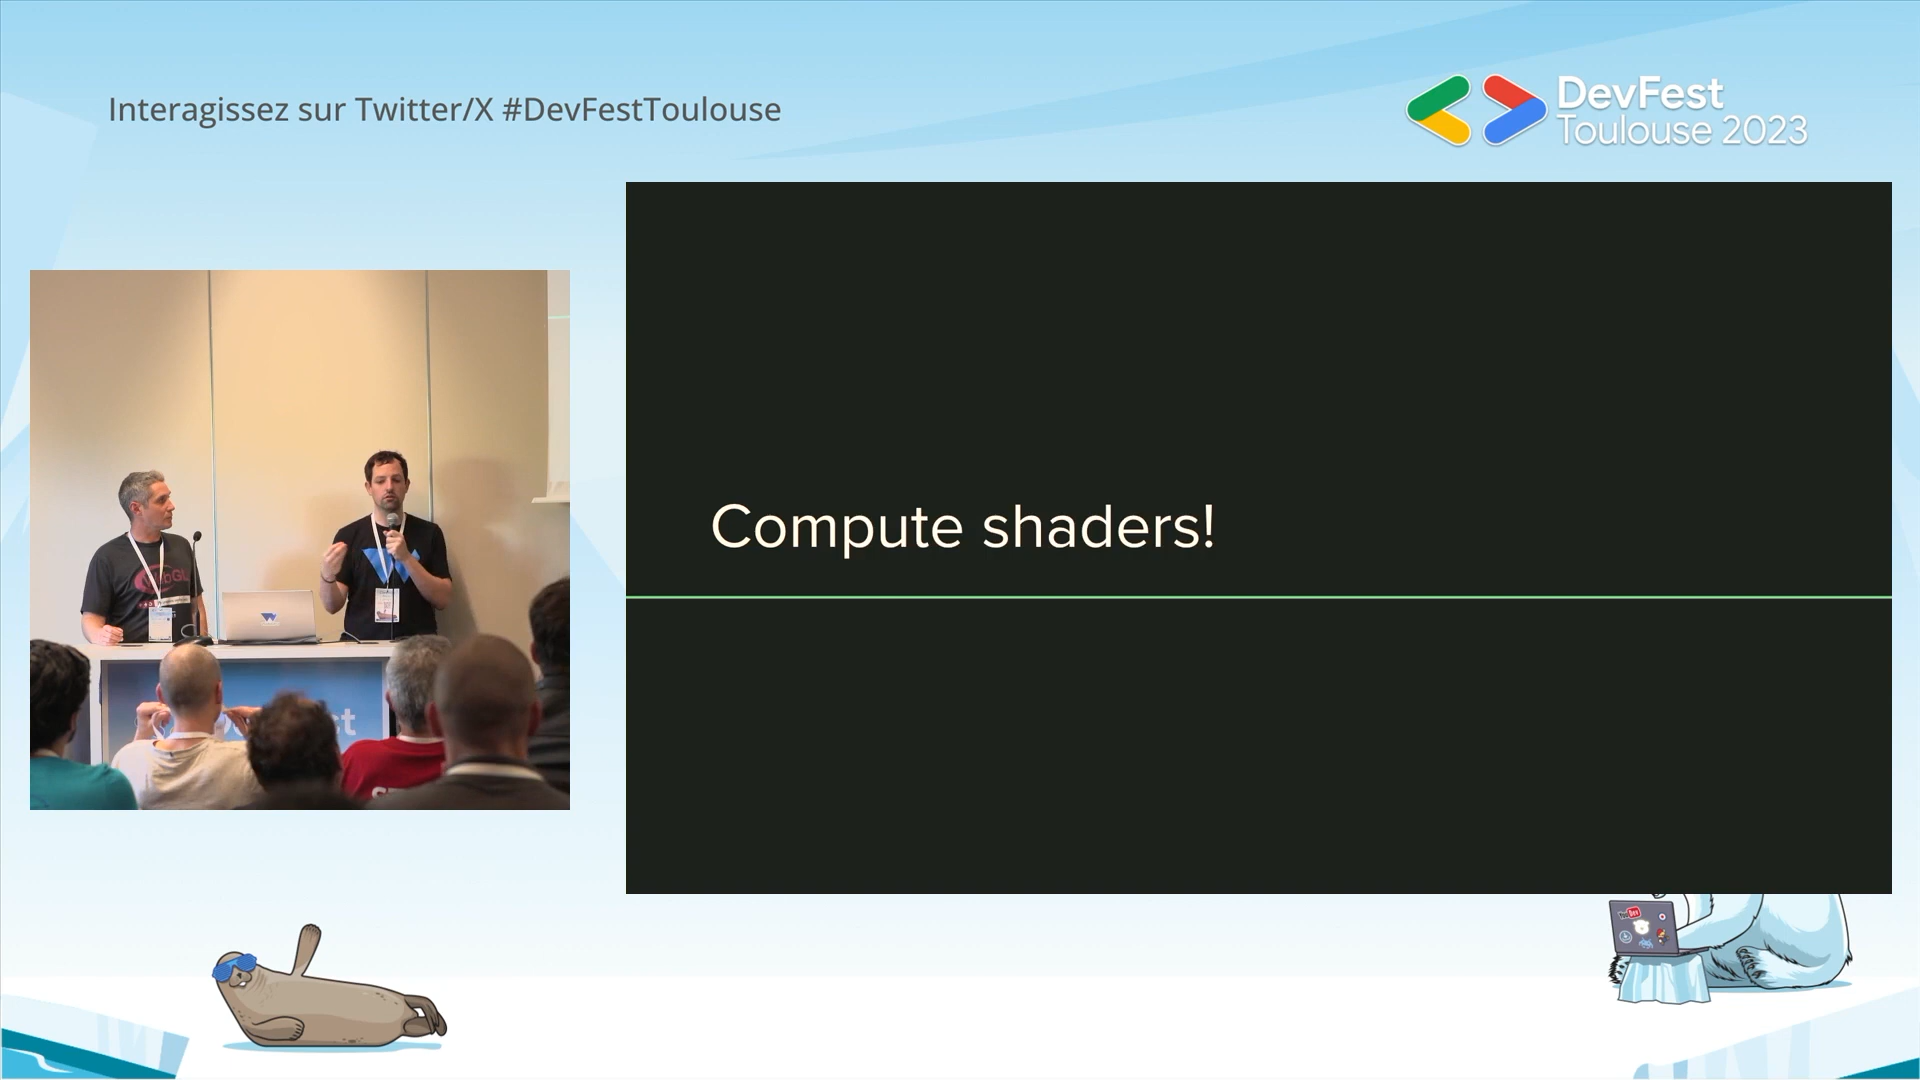 Interagissez sur Twitter/X #DevFestToulouse
DevFest
Toulouse 2023
Compute shaders!